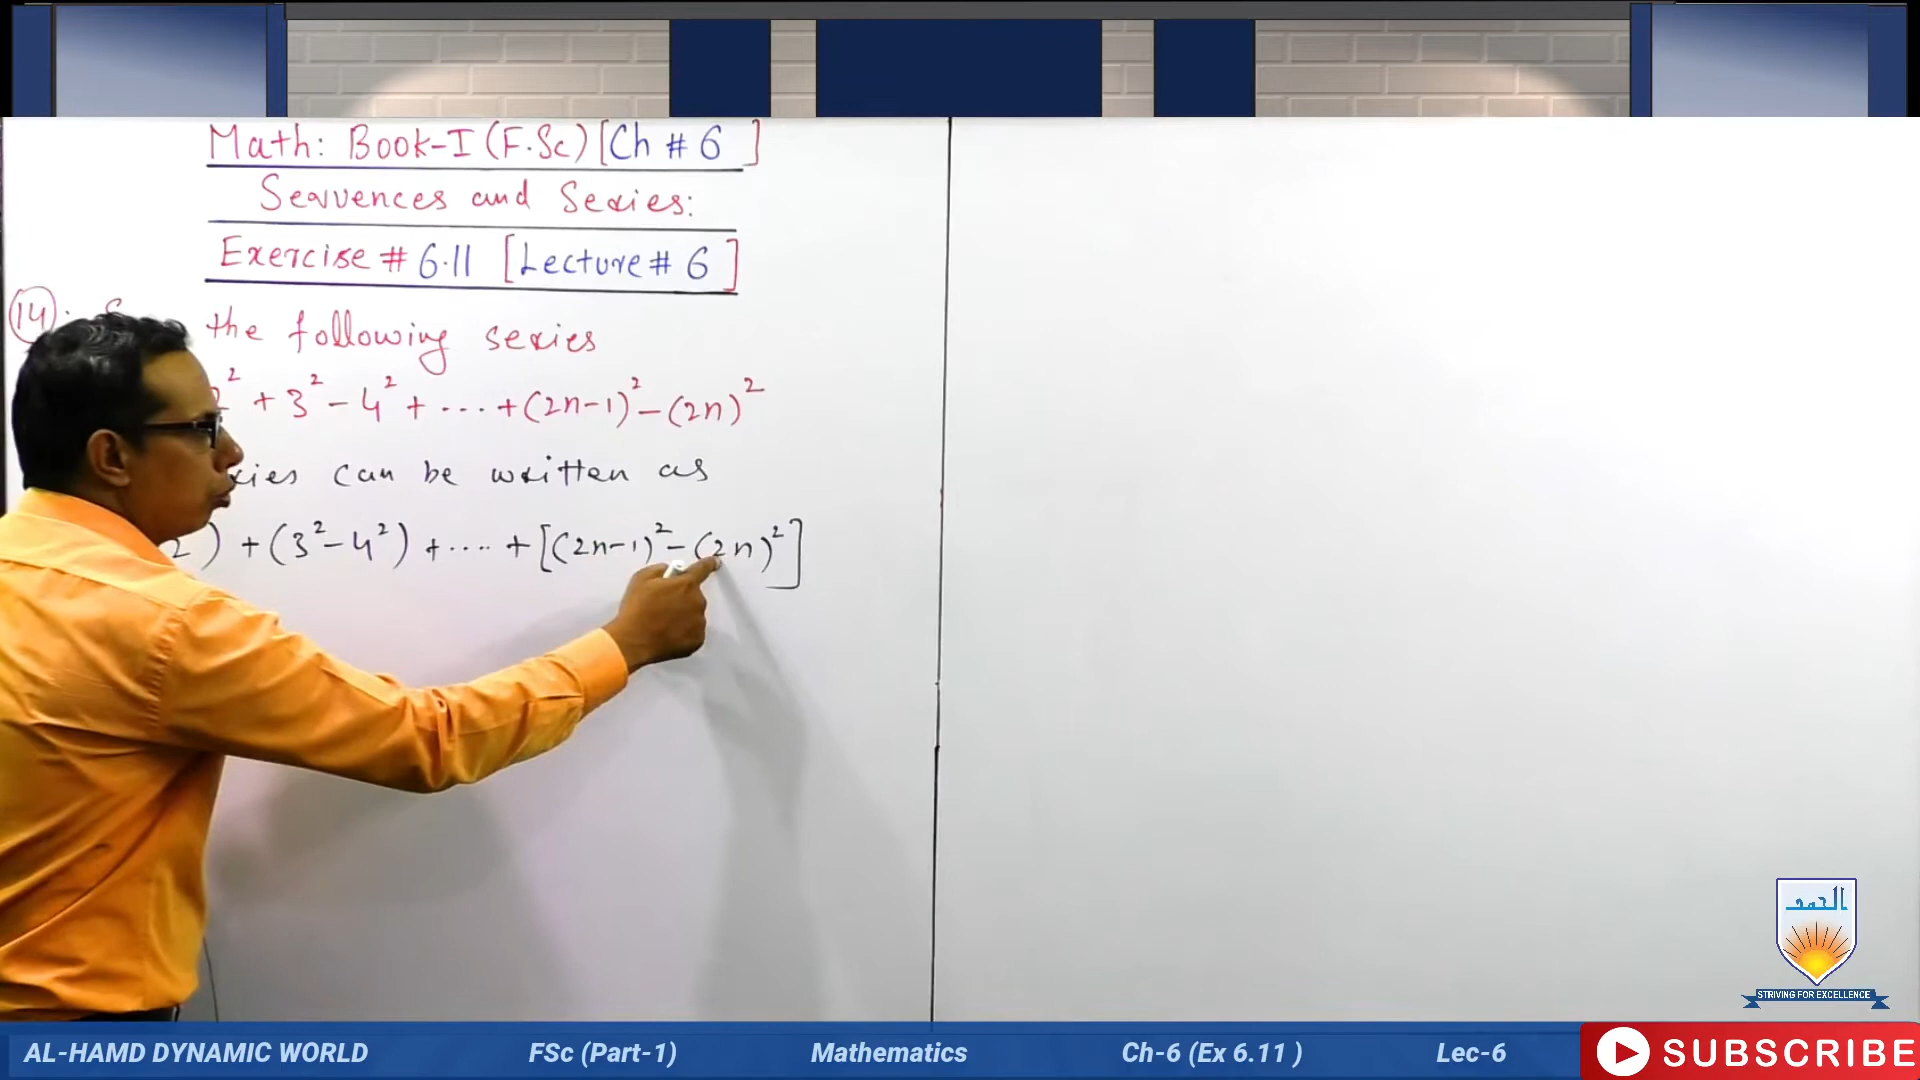 Math: Book-I (F.Sc) [Ch # 6 ]
Sequences and Series:
Exercise # 6.11 [Lecture # 6 ]
14. the following series
² + 3² - 4² + ... + (2n-1)² - (2n)²
can be written as
) + (3² - 4²) + .... + [(2n-1)² - (2n)²]
الحمد
STRIVING FOR EXCELLENCE
AL-HAMD DYNAMIC WORLD FSc (Part-1) Mathematics Ch-6 (Ex 6.11 ) Lec-6 SUBSCRIBE